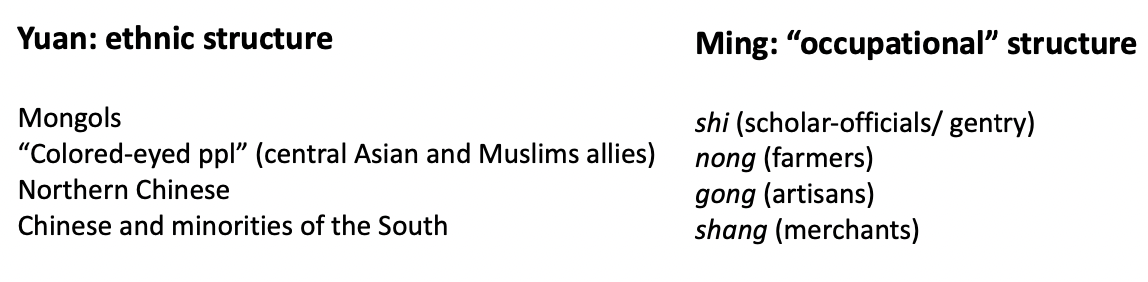 Yuan: ethnic structure
Mongols
“Colored-eyed ppl” (central Asian and Muslims allies)
Northern Chinese
Chinese and minorities of the South
Ming: “occupational” structure
shi (scholar-officials/ gentry)
nong (farmers)
gong (artisans)
shang (merchants)